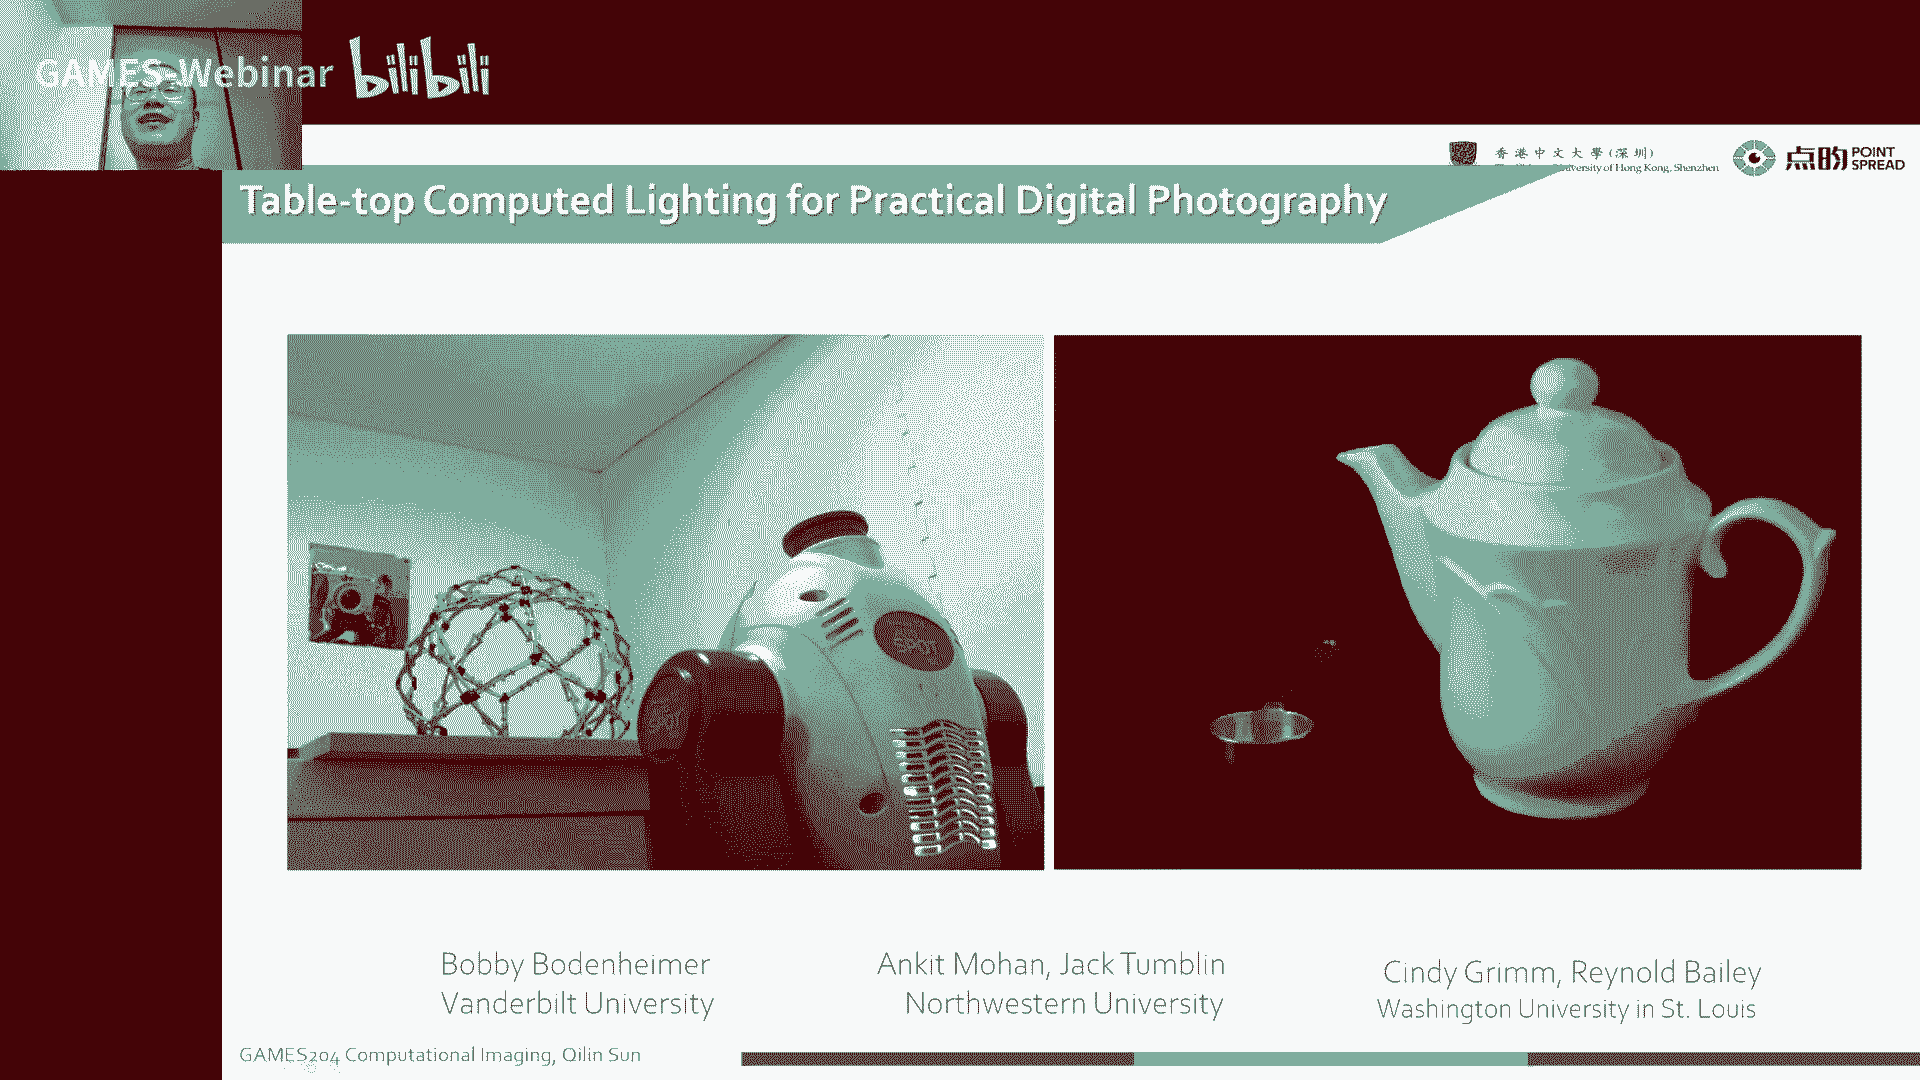 GAMES-Webinar bilibili
香港中文大學(深圳)
University of Hong Kong, Shenzhen
点昀 POINT SPREAD
Table-top Computed Lighting for Practical Digital Photography
SPOT
Bobby Bodenheimer
Vanderbilt University
Ankit Mohan, Jack Tumblin
Northwestern University
Cindy Grimm, Reynold Bailey
Washington University in St. Louis
GAMES204 Computational Imaging, Qilin Sun